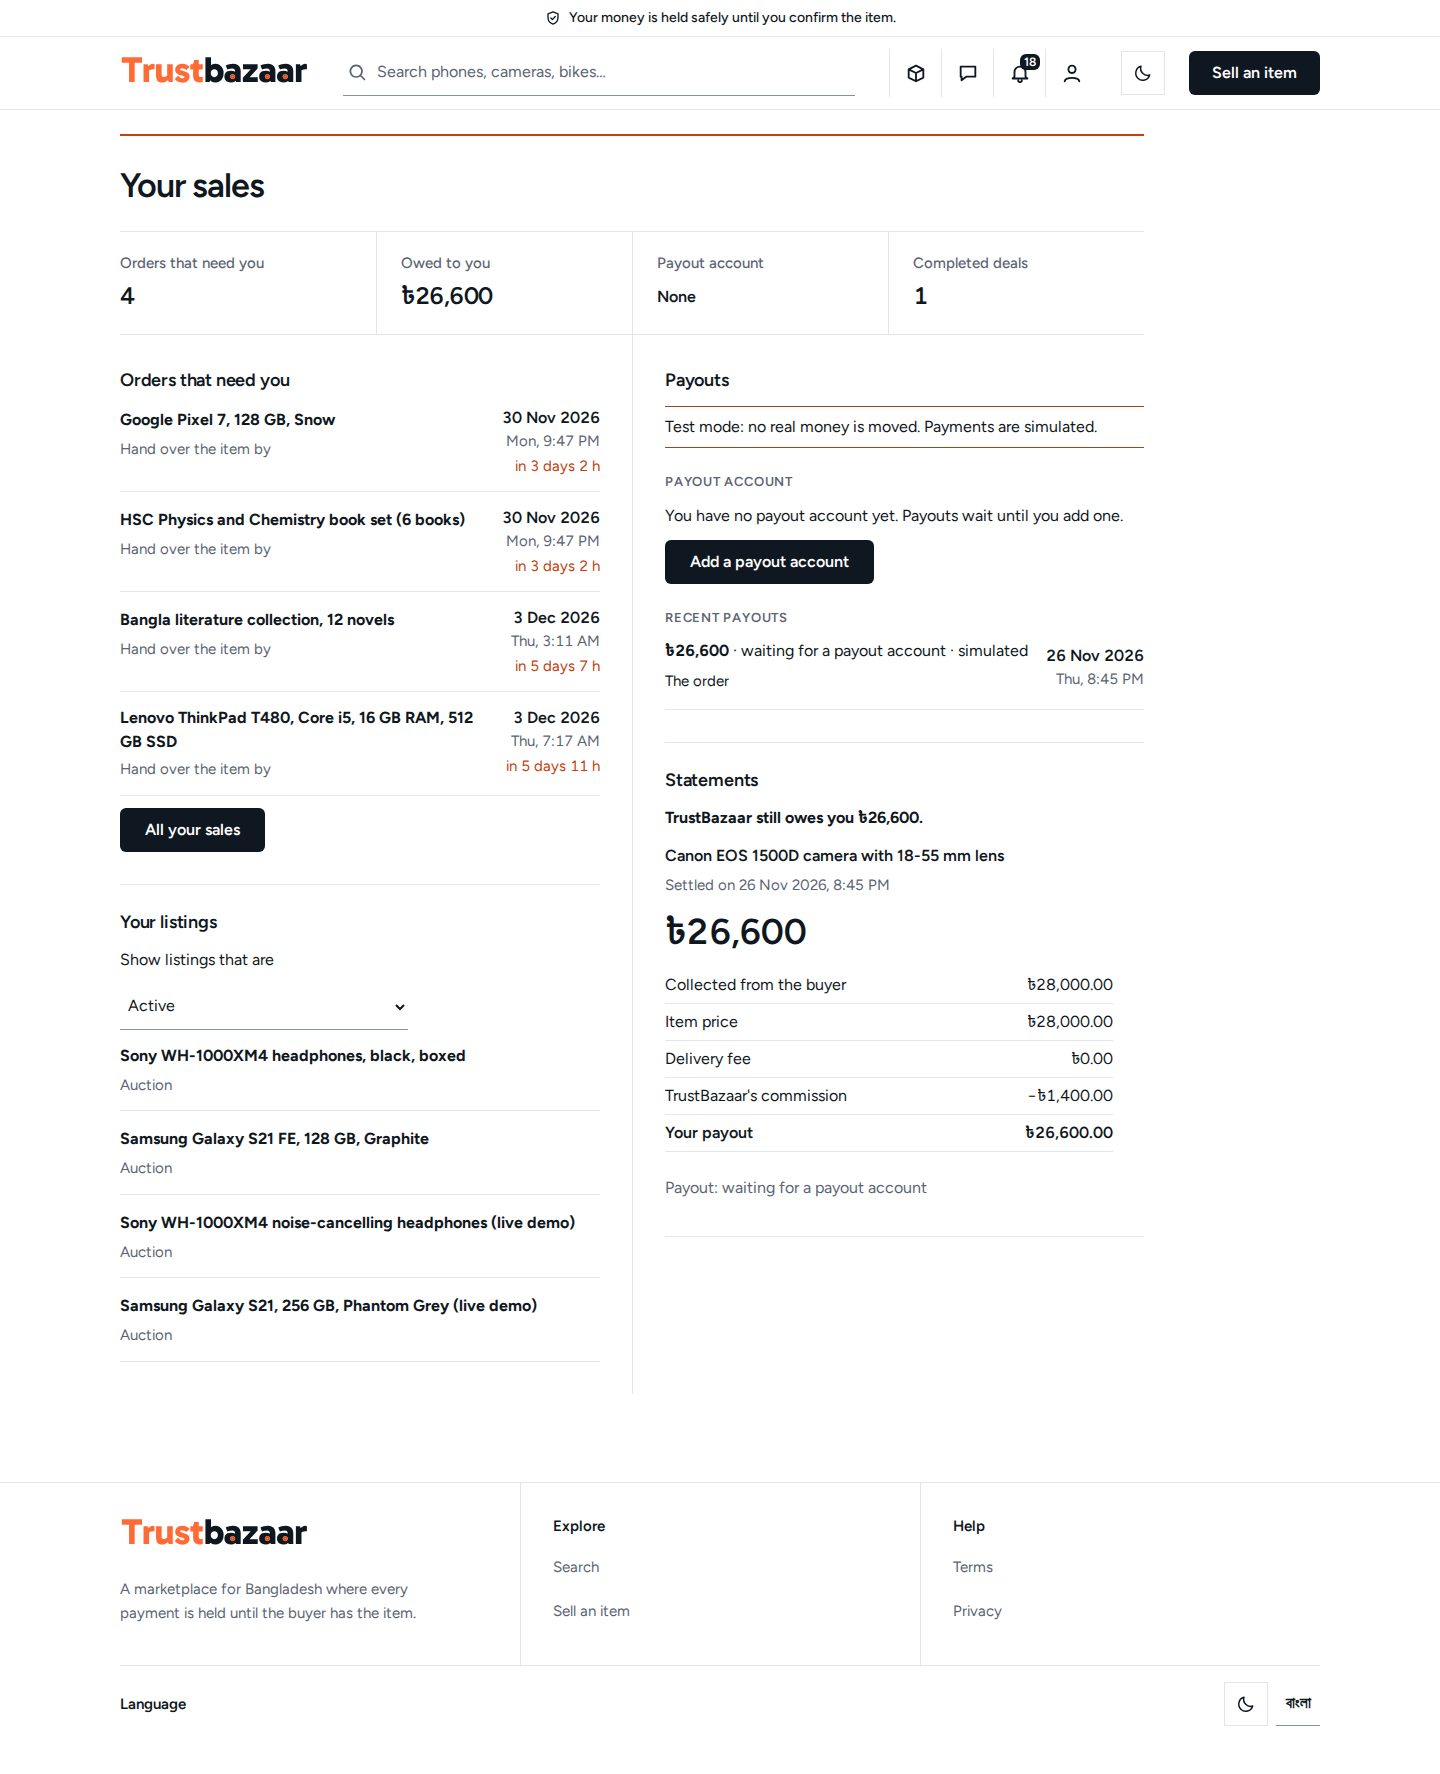 Your money is held safely until you confirm the item.
Trustbazaar
Search phones, cameras, bikes...
18
Sell an item
Your sales
Orders that need you
4
Owed to you
৳26,600
Payout account
None
Completed deals
1
Orders that need you
Google Pixel 7, 128 GB, Snow
Hand over the item by
30 Nov 2026
Mon, 9:47 PM
in 3 days 2 h
HSC Physics and Chemistry book set (6 books)
Hand over the item by
30 Nov 2026
Mon, 9:47 PM
in 3 days 2 h
Bangla literature collection, 12 novels
Hand over the item by
3 Dec 2026
Thu, 3:11 AM
in 5 days 7 h
Lenovo ThinkPad T480, Core i5, 16 GB RAM, 512
GB SSD
Hand over the item by
3 Dec 2026
Thu, 7:17 AM
in 5 days 11 h
All your sales
Your listings
Show listings that are
Active
Sony WH-1000XM4 headphones, black, boxed
Auction
Samsung Galaxy S21 FE, 128 GB, Graphite
Auction
Sony WH-1000XM4 noise-cancelling headphones (live demo)
Auction
Samsung Galaxy S21, 256 GB, Phantom Grey (live demo)
Auction
Payouts
Test mode: no real money is moved. Payments are simulated.
PAYOUT ACCOUNT
You have no payout account yet. Payouts wait until you add one.
Add a payout account
RECENT PAYOUTS
৳26,600 · waiting for a payout account · simulated
The order
26 Nov 2026
Thu, 8:45 PM
Statements
TrustBazaar still owes you ৳26,600.
Canon EOS 1500D camera with 18-55 mm lens
Settled on 26 Nov 2026, 8:45 PM
৳26,600
Collected from the buyer ৳28,000.00
Item price ৳28,000.00
Delivery fee ৳0.00
TrustBazaar's commission −৳1,400.00
Your payout ৳26,600.00
Payout: waiting for a payout account
Trustbazaar
A marketplace for Bangladesh where every
payment is held until the buyer has the item.
Explore
Search
Sell an item
Help
Terms
Privacy
Language
বাংলা